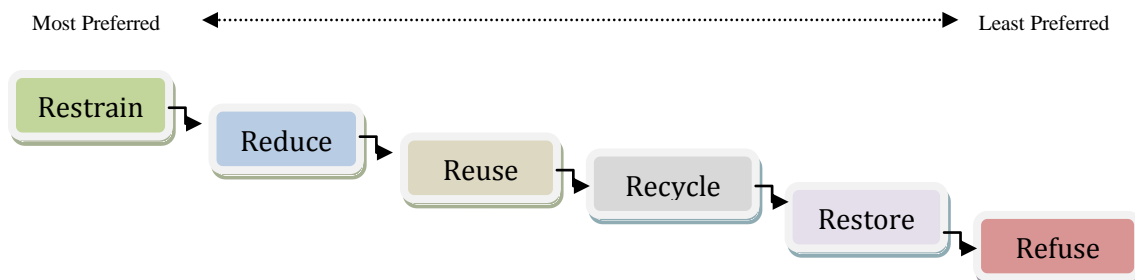 Most Preferred
Least Preferred
Restrain
Reduce
Reuse
Recycle
Restore
Refuse